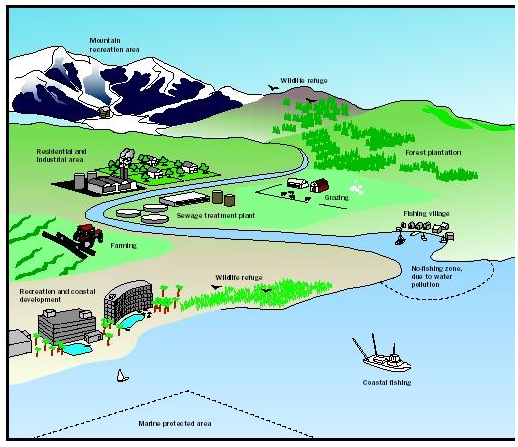 Mountain
recreation area
Wildlife refuge
Residential and
industrial area
Forest plantation
Grazing
Sewage treatment plant
Fishing village
Farming
No-fishing zone,
due to water
pollution
Wildlife refuge
Recreation and coastal
development
Coastal fishing
Marine protected area